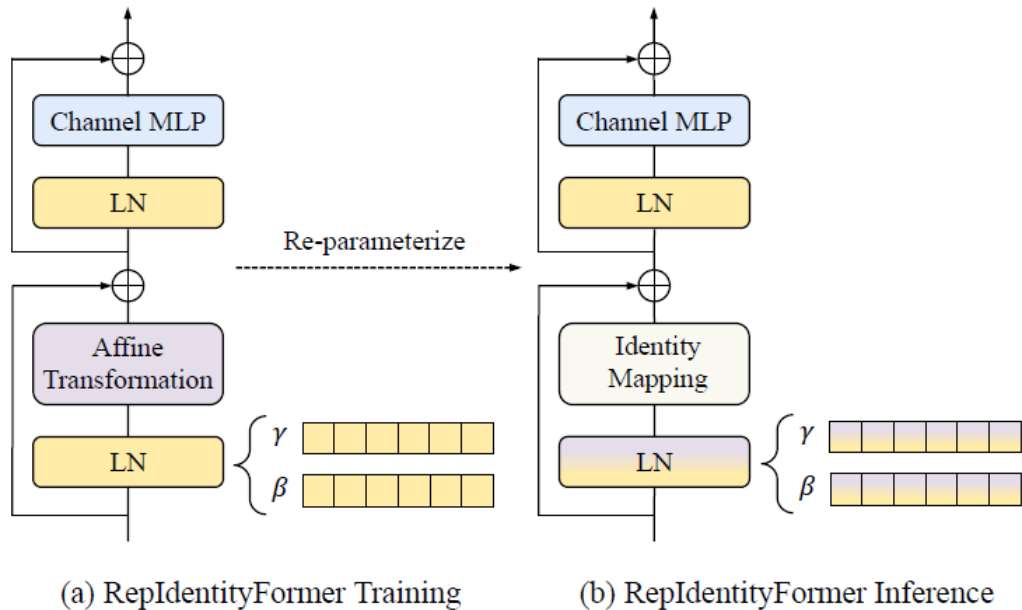 Channel MLP
LN
Affine
Transformation
LN
γ
β
(a) RepIdentityFormer Training
Re-parameterize
Channel MLP
LN
Identity
Mapping
LN
γ
β
(b) RepIdentityFormer Inference